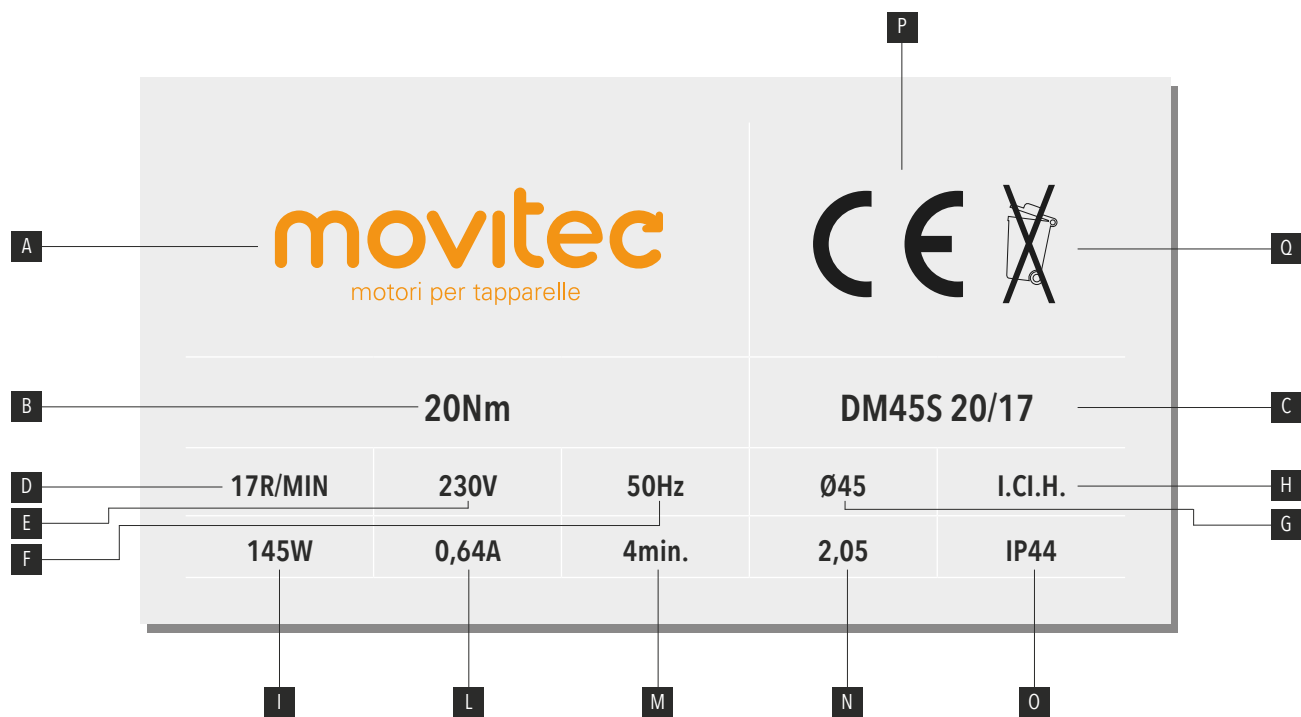 P
A
movitec
motori per tapparelle
CE
Q
B
20Nm
DM45S 20/17
C
D
17R/MIN
230V
50Hz
Ø45
I.CI.H.
H
E
G
F
145W
0,64A
4min.
2,05
IP44
I
L
M
N
O